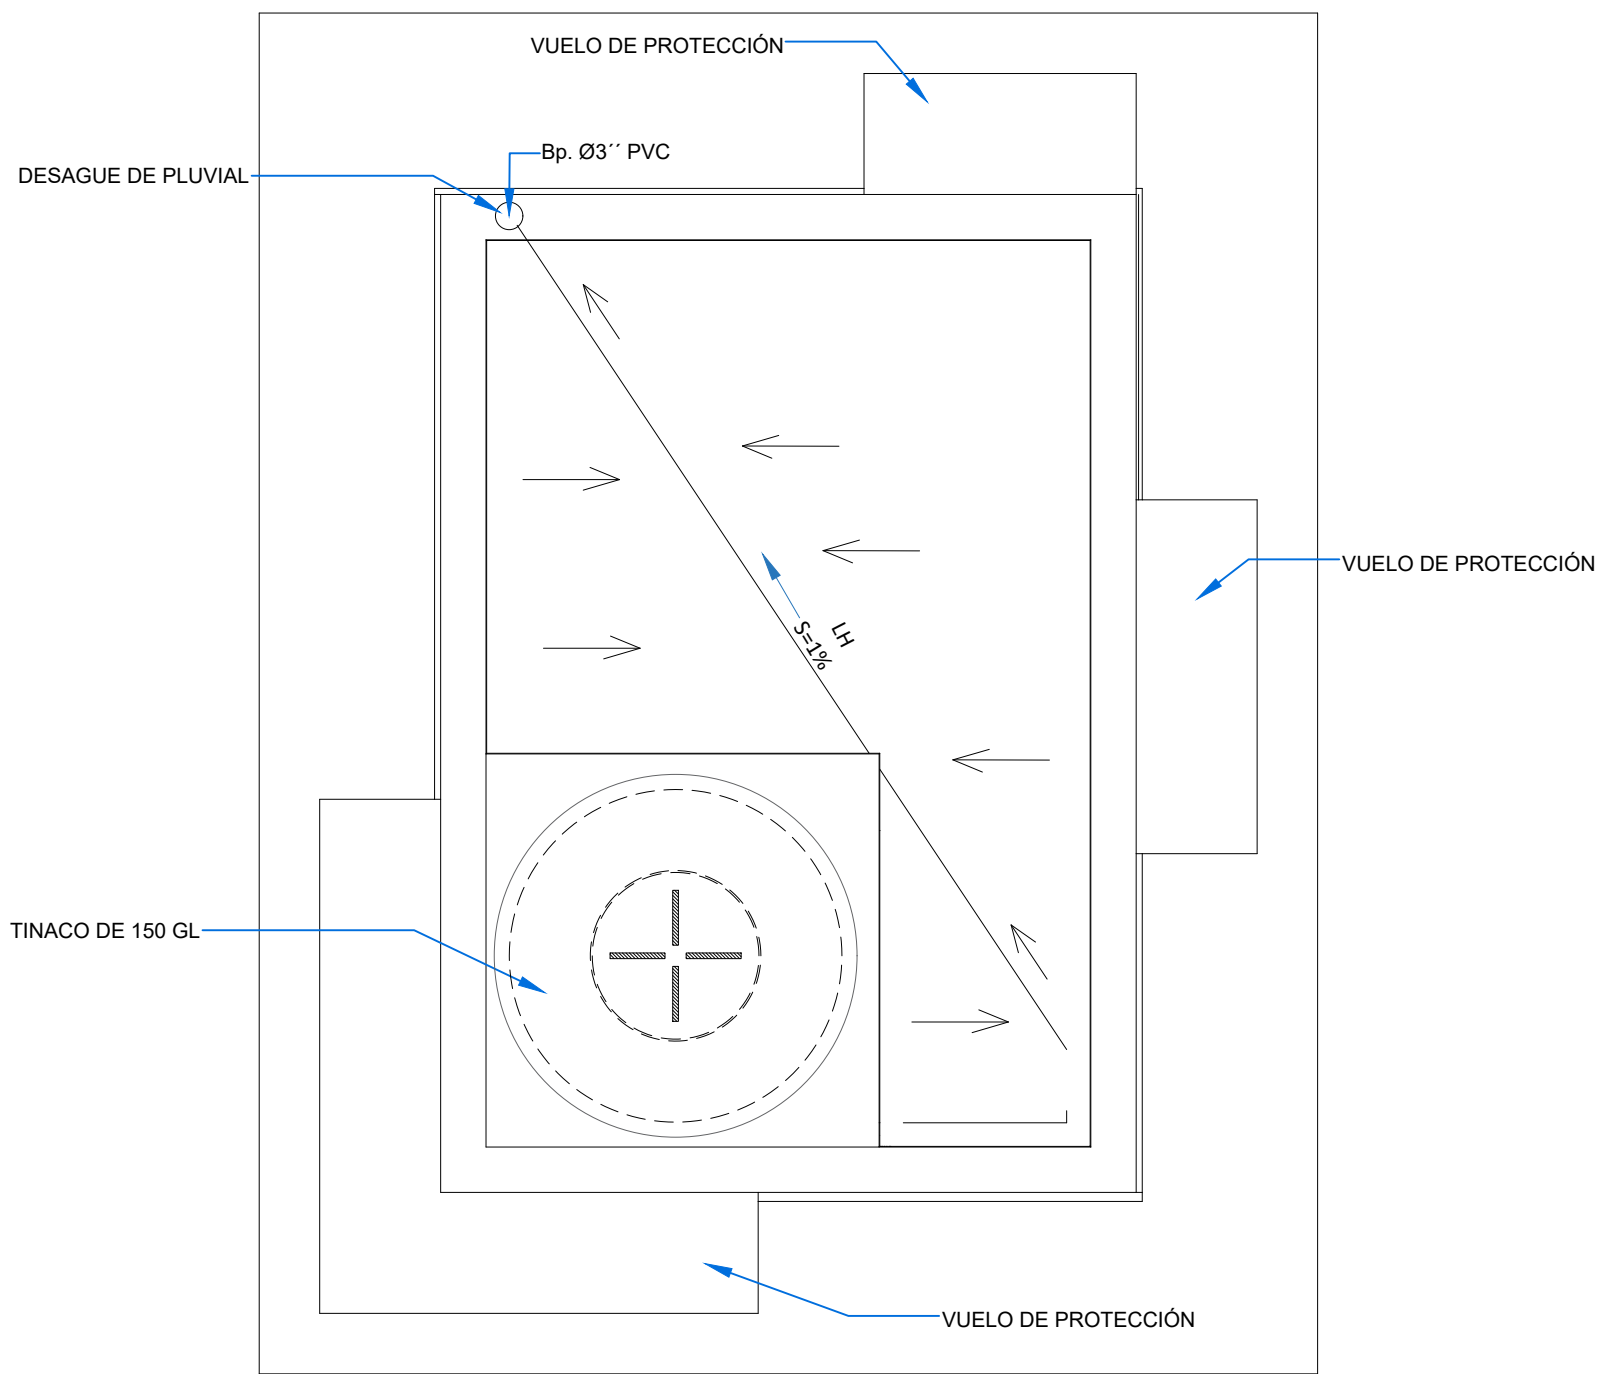 VUELO DE PROTECCIÓN
Bp. Ø3´´ PVC
DESAGUE DE PLUVIAL
VUELO DE PROTECCIÓN
LH
S=1%
TINACO DE 150 GL
VUELO DE PROTECCIÓN